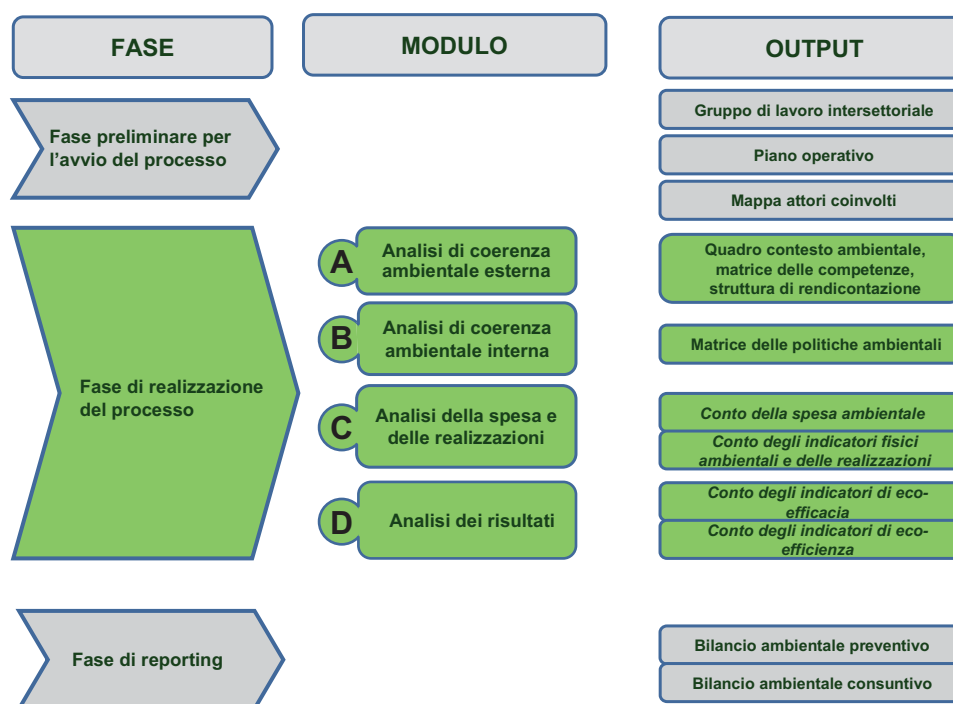 FASE
MODULO
OUTPUT
Fase preliminare per
l'avvio del processo
Gruppo di lavoro intersettoriale
Piano operativo
Mappa attori coinvolti
Fase di realizzazione
del processo
A
Analisi di coerenza
ambientale esterna
Quadro contesto ambientale,
matrice delle competenze,
struttura di rendicontazione
B
Analisi di coerenza
ambientale interna
Matrice delle politiche ambientali
C
Analisi della spesa e
delle realizzazioni
Conto della spesa ambientale
Conto degli indicatori fisici
ambientali e delle realizzazioni
D
Analisi dei risultati
Conto degli indicatori di eco-
efficacia
Conto degli indicatori di eco-
efficienza
Fase di reporting
Bilancio ambientale preventivo
Bilancio ambientale consuntivo